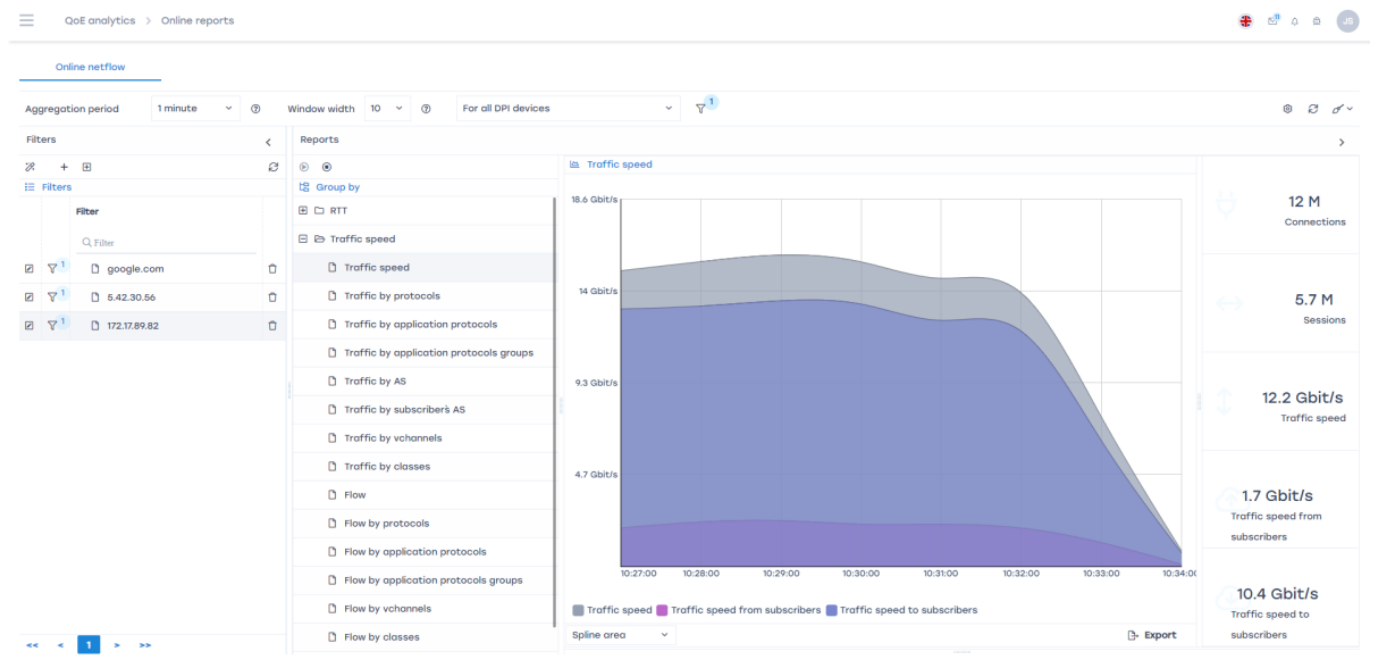 QoE analytics > Online reports
11
JS
Online netflow
Aggregation period 1 minute Window width 10 For all DPI devices 1
Filters
Filters
Filter
Filter
1 google.com
1 5.42.30.56
1 172.17.89.82
<< < 1 > >>
Reports
Group by
RTT
Traffic speed
Traffic speed
Traffic by protocols
Traffic by application protocols
Traffic by application protocols groups
Traffic by AS
Traffic by subscriber's AS
Traffic by vchannels
Traffic by classes
Flow
Flow by protocols
Flow by application protocols
Flow by application protocols groups
Flow by vchannels
Flow by classes
Traffic speed
18.6 Gbit/s
14 Gbit/s
9.3 Gbit/s
4.7 Gbit/s
10:27:00 10:28:00 10:29:00 10:30:00 10:31:00 10:32:00 10:33:00 10:34:00
Traffic speed Traffic speed from subscribers Traffic speed to subscribers
Spline area Export
12 M
Connections
5.7 M
Sessions
12.2 Gbit/s
Traffic speed
1.7 Gbit/s
Traffic speed from
subscribers
10.4 Gbit/s
Traffic speed to
subscribers